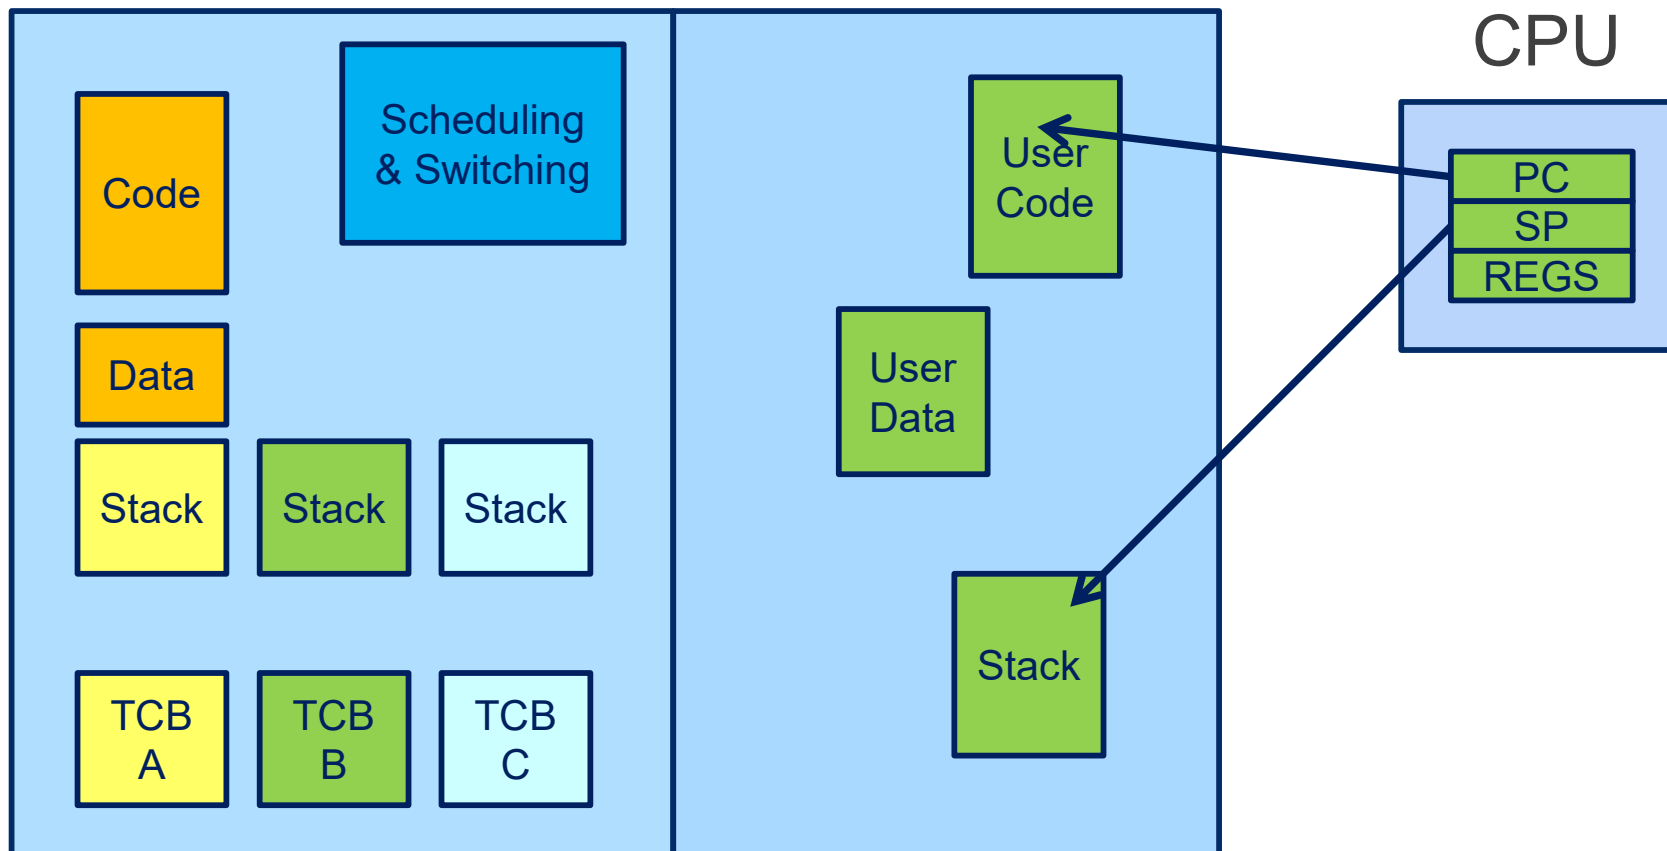 CPU
Scheduling
& Switching
Code
User
Code
PC
SP
REGS
Data
User
Data
Stack
Stack
Stack
Stack
TCB
A
TCB
B
TCB
C